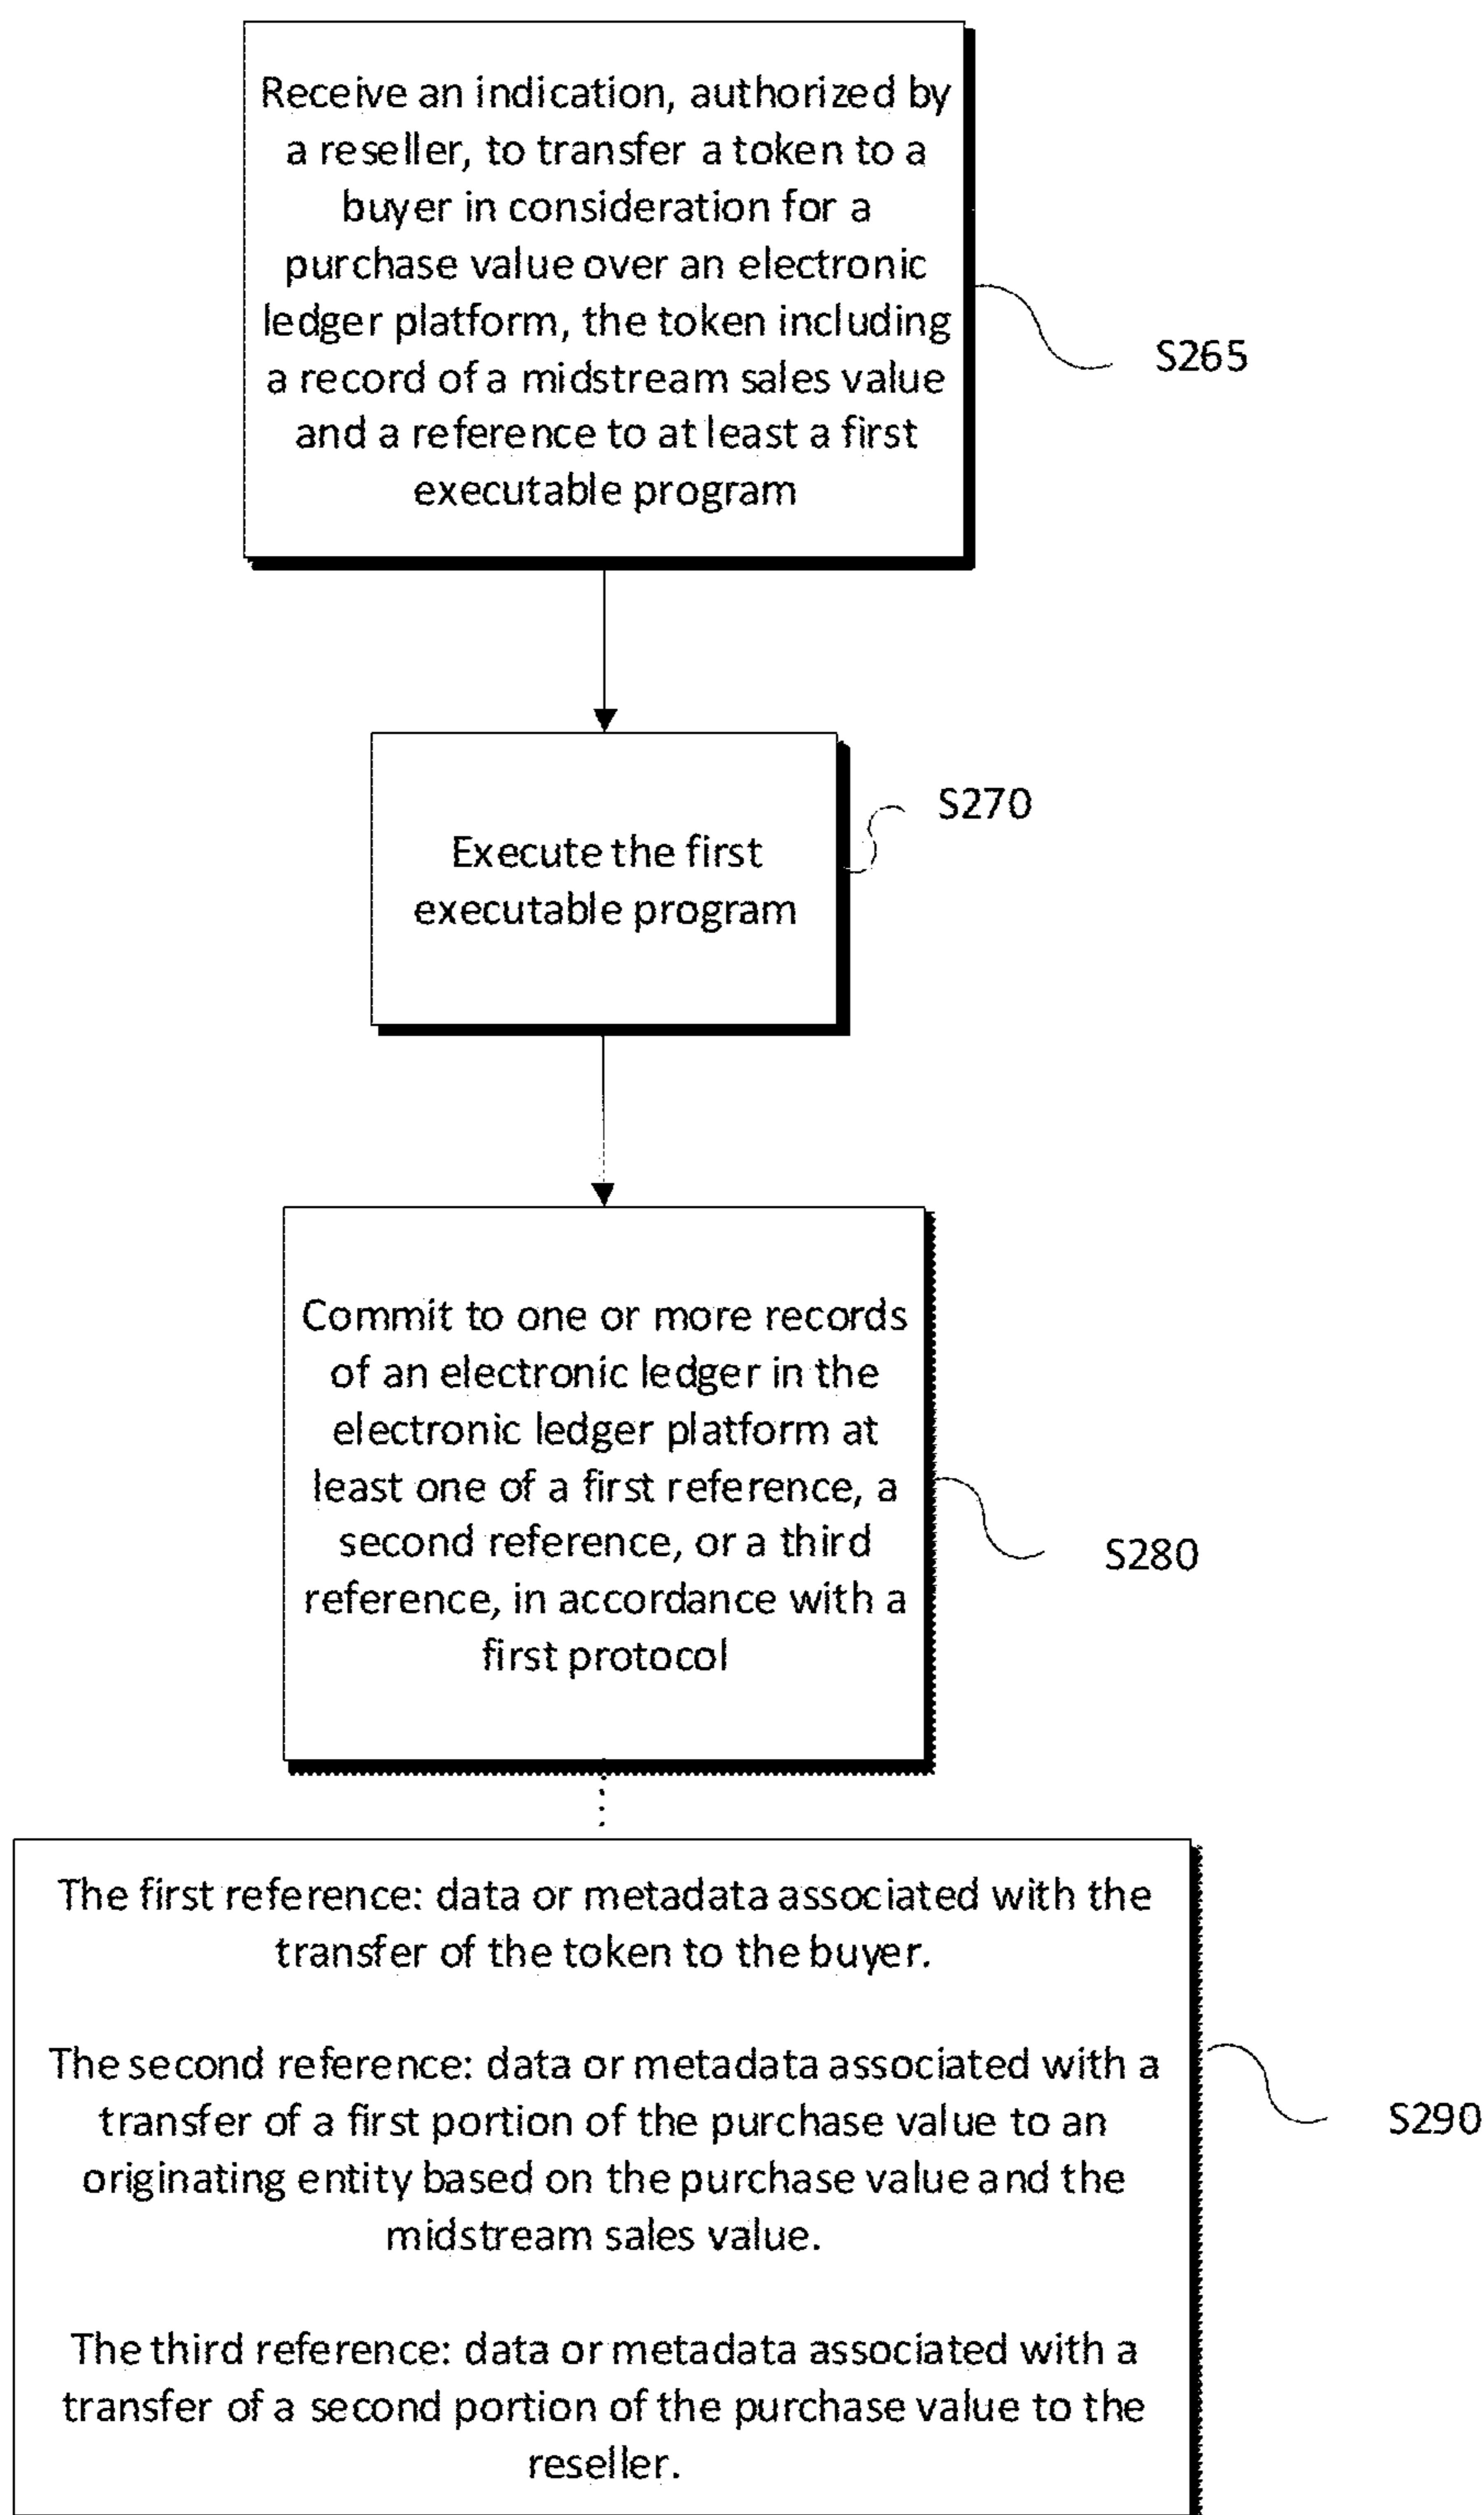 Receive an indication, authorized by
a reseller, to transfer a token to a
buyer in consideration for a
purchase value over an electronic
ledger platform, the token including
a record of a midstream sales value
and a reference to at least a first
executable program
S265
S270
Execute the first
executable program
Commit to one or more records
of an electronic ledger in the
electronic ledger platform at
least one of a first reference, a
second reference, or a third
reference, in accordance with a
first protocol
S280
The first reference: data or metadata associated with the
transfer of the token to the buyer.
The second reference: data or metadata associated with a
transfer of a first portion of the purchase value to an
originating entity based on the purchase value and the
midstream sales value.
The third reference: data or metadata associated with a
transfer of a second portion of the purchase value to the
reseller.
S290